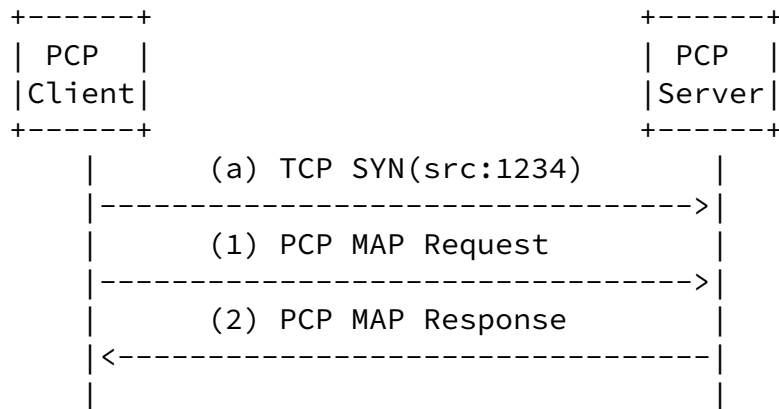 PCP PCP
Client Server
(a) TCP SYN(src:1234)
(1) PCP MAP Request
(2) PCP MAP Response